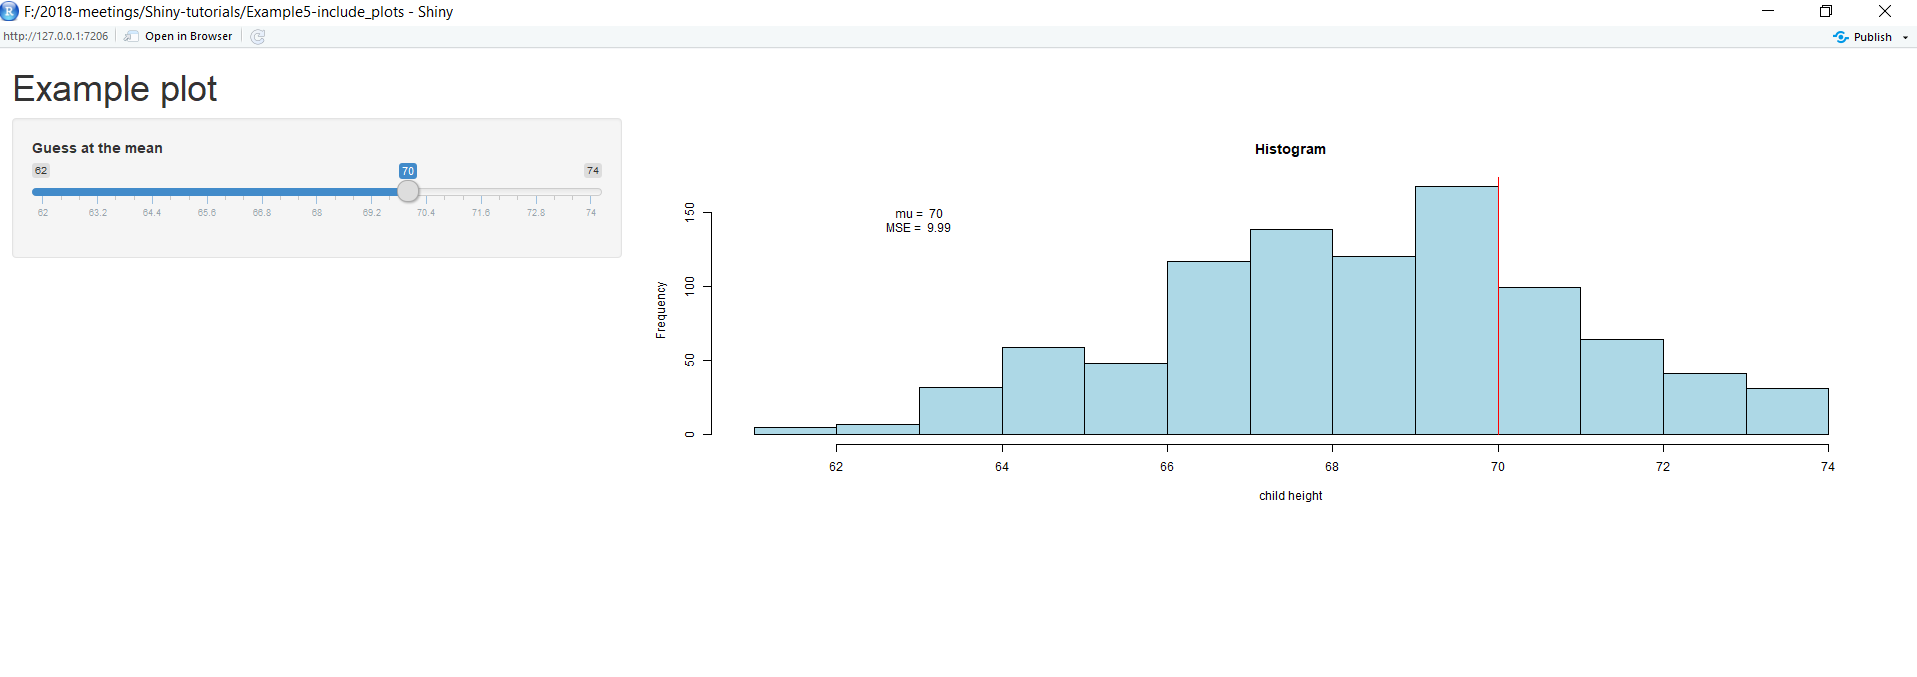 F:/2018-meetings/Shiny-tutorials/Example5-include_plots - Shiny
http://127.0.0.1:7206 Open in Browser Publish
Example plot
Guess at the mean
62 70 74
62 63.2 64.4 65.6 66.8 68 69.2 70.4 71.6 72.8 74
Histogram
mu = 70
MSE = 9.99
Frequency
150
100
50
0
62 64 66 68 70 72 74
child height